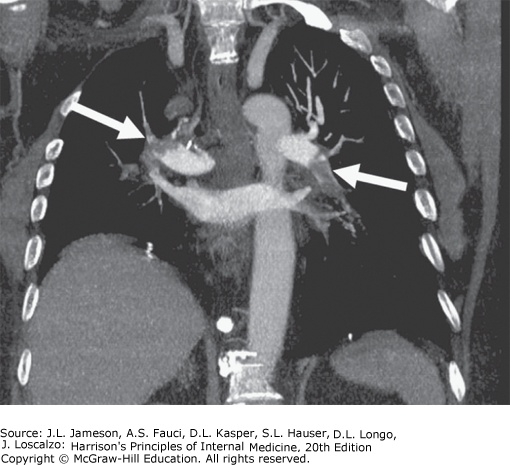 Source: J.L. Jameson, A.S. Fauci, D.L. Kasper, S.L. Hauser, D.L. Longo,
J. Loscalzo: Harrison's Principles of Internal Medicine, 20th Edition
Copyright © McGraw-Hill Education. All rights reserved.